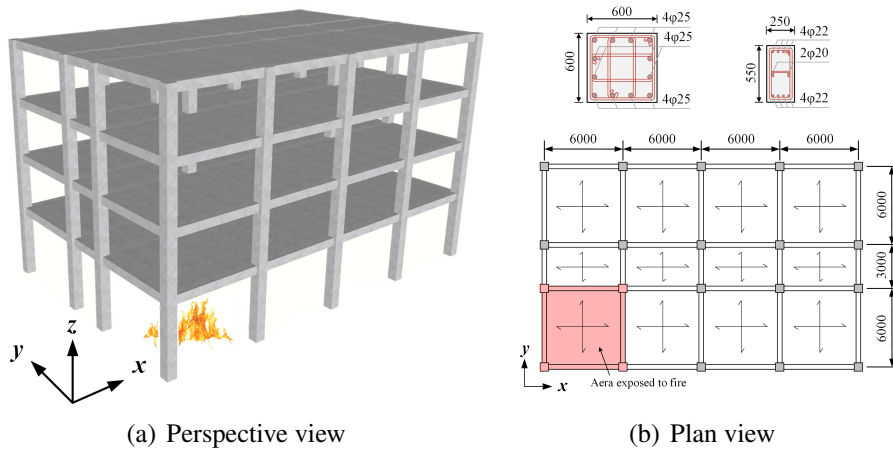 z
y
x
(a) Perspective view
600
4φ25
4φ25
600
4φ25
250
4φ22
2φ20
550
4φ22
6000
6000
6000
6000
6000
3000
6000
y
x
Aera exposed to fire
(b) Plan view